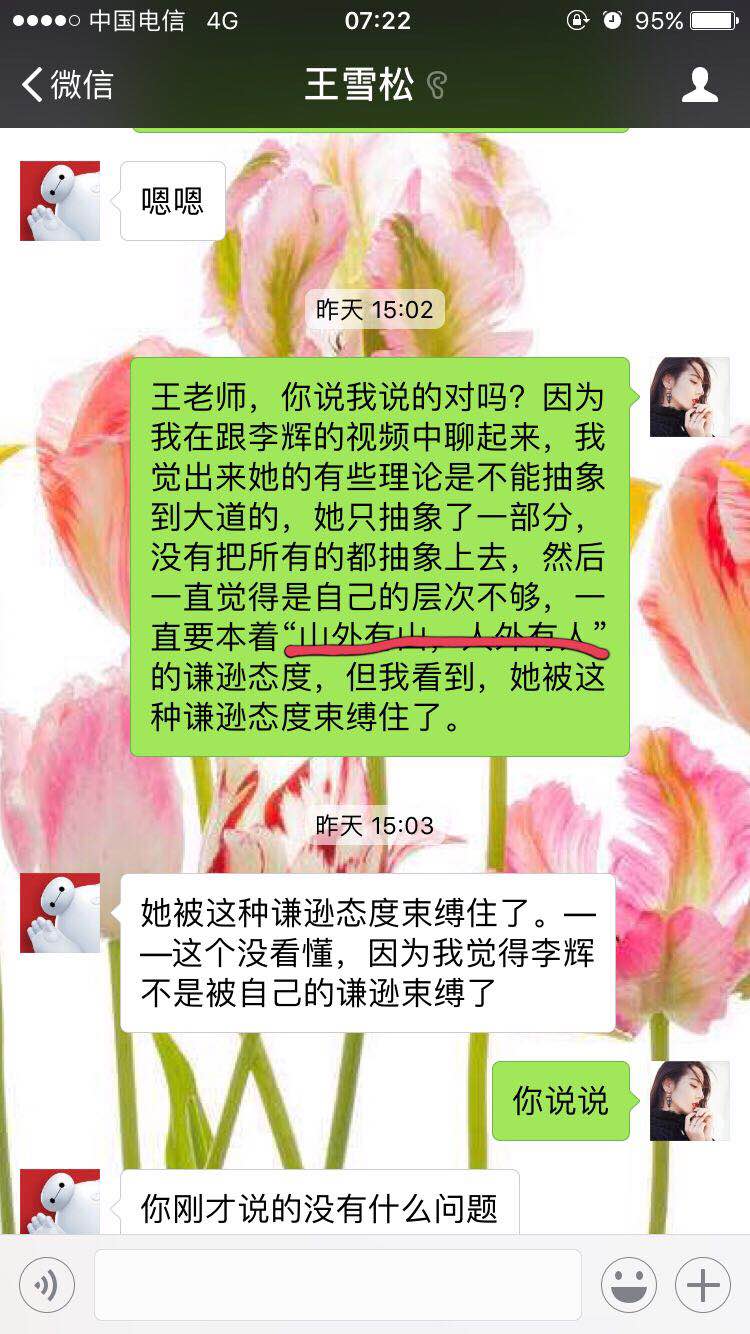 中国电信 4G 07:22 95%
微信 王雪松
嗯嗯
昨天 15:02
王老师，你说我说的对吗？因为
我在跟李辉的视频中聊起来，我
觉出来她的有些理论是不能抽象
到大道的，她只抽象了一部分，
没有把所有的都抽象上去，然后
一直觉得是自己的层次不够，一
直要本着“山外有山，人外有人”
的谦逊态度，但我看到，她被这
种谦逊态度束缚住了。
昨天 15:03
她被这种谦逊态度束缚住了。—
—这个没看懂，因为我觉得李辉
不是被自己的谦逊束缚了
你说说
你刚才说的没有什么问题